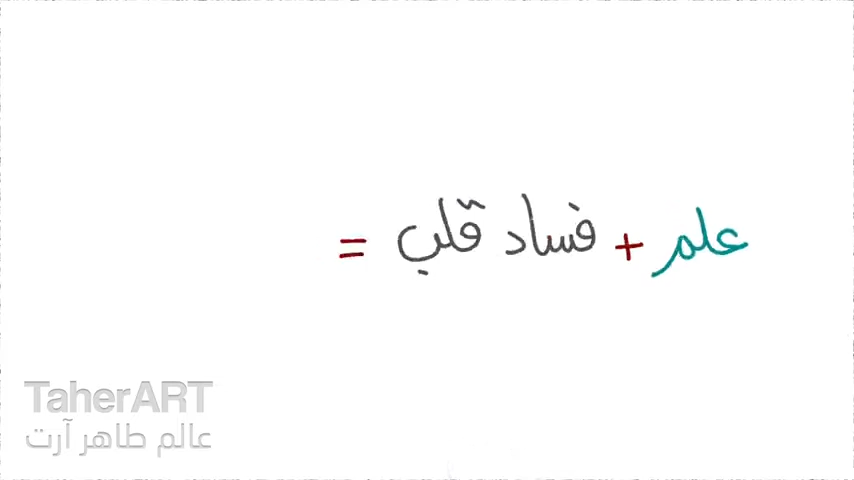 علم + فساد قلب =
TaherART
عالم طاهر آرت